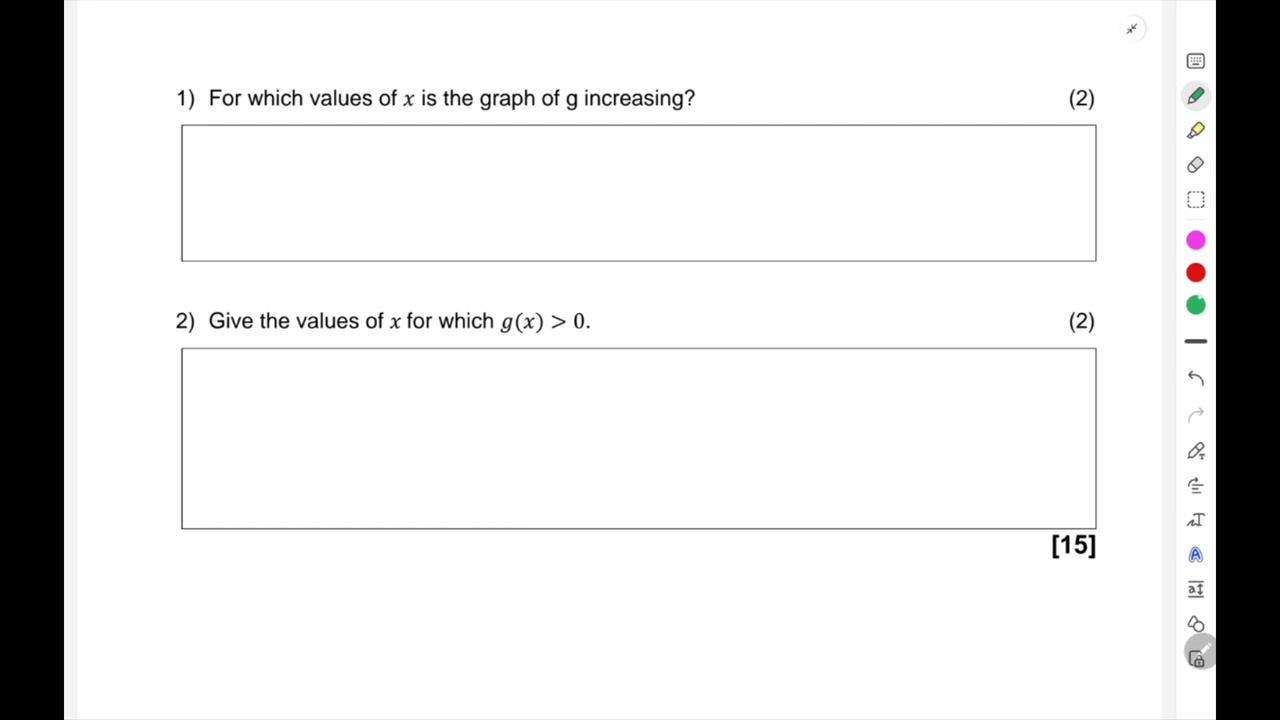 1) For which values of x is the graph of g increasing? (2)
2) Give the values of x for which g(x) > 0. (2)
[15]